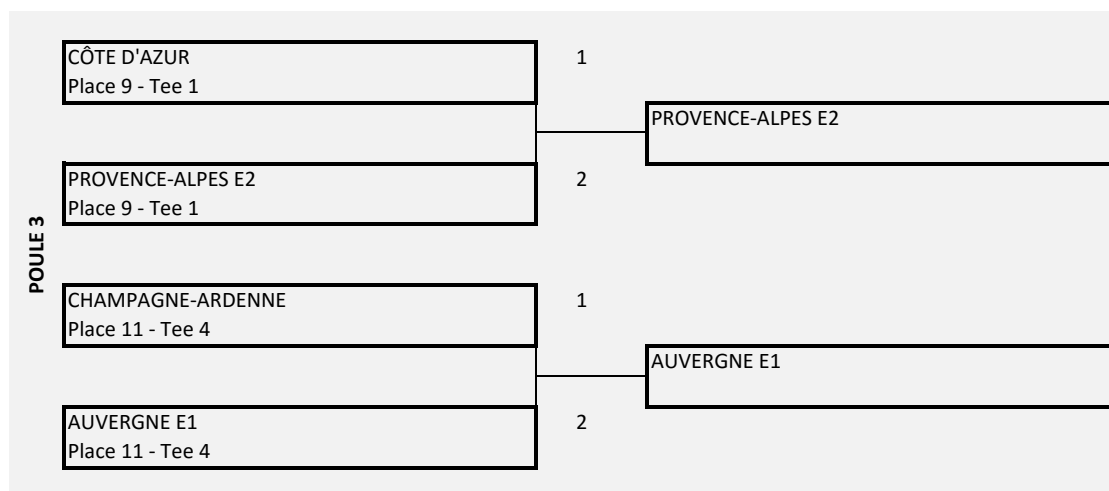 CÔTE D'AZUR
Place 9 - Tee 1
1
PROVENCE-ALPES E2
PROVENCE-ALPES E2
Place 9 - Tee 1
2
POULE 3
CHAMPAGNE-ARDENNE
Place 11 - Tee 4
1
AUVERGNE E1
AUVERGNE E1
Place 11 - Tee 4
2